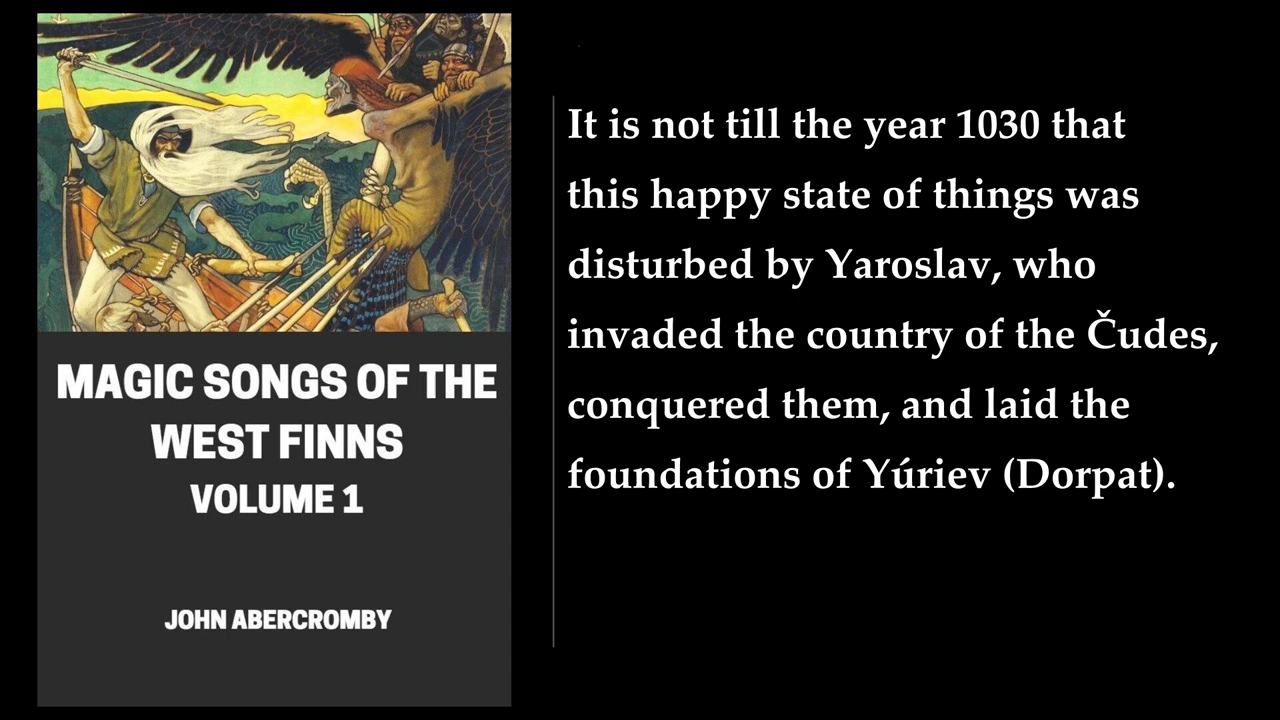 MAGIC SONGS OF THE
WEST FINNS
VOLUME 1
JOHN ABERCROMBY
It is not till the year 1030 that
this happy state of things was
disturbed by Yaroslav, who
invaded the country of the Čudes,
conquered them, and laid the
foundations of Yúriev (Dorpat).